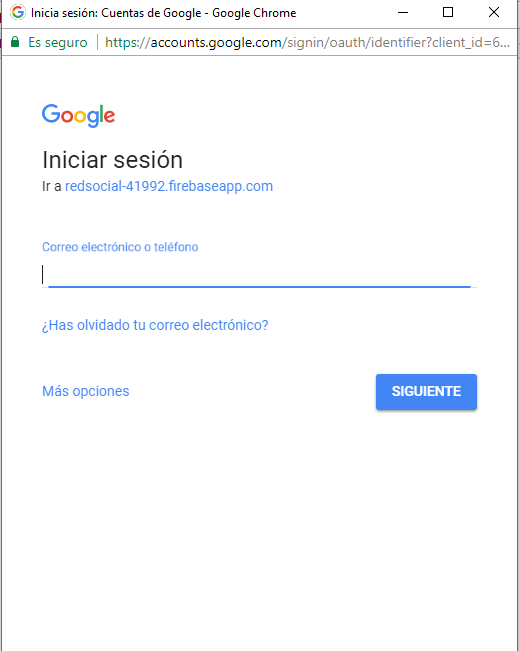 Inicia sesión: Cuentas de Google - Google Chrome
Es seguro | https://accounts.google.com/signin/oauth/identifier?client_id=6...
Google
Iniciar sesión
Ir a redsocial-41992.firebaseapp.com
Correo electrónico o teléfono
¿Has olvidado tu correo electrónico?
Más opciones
SIGUIENTE